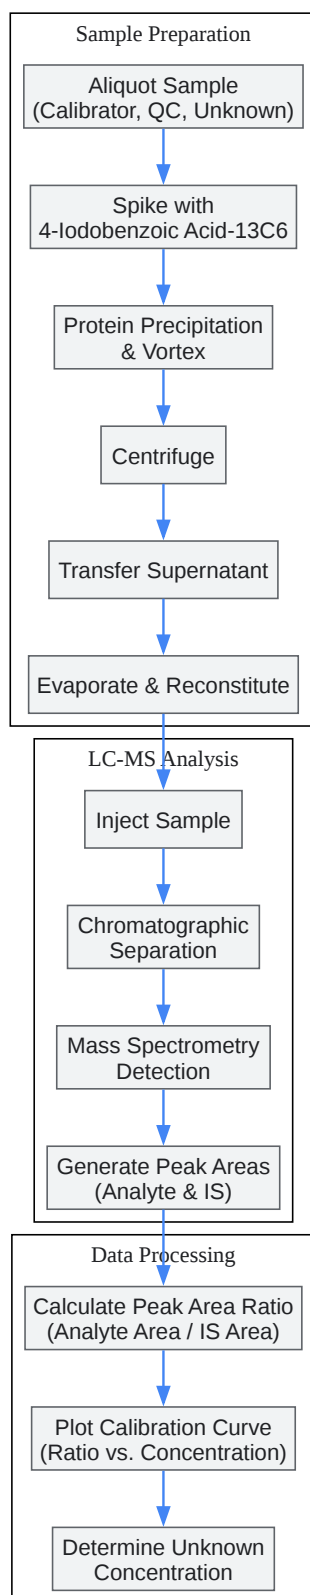 Sample Preparation
Aliquot Sample
(Calibrator, QC, Unknown)
Spike with
4-Iodobenzoic Acid-13C6
Protein Precipitation
& Vortex
Centrifuge
Transfer Supernatant
Evaporate & Reconstitute
LC-MS Analysis
Inject Sample
Chromatographic
Separation
Mass Spectrometry
Detection
Generate Peak Areas
(Analyte & IS)
Data Processing
Calculate Peak Area Ratio
(Analyte Area / IS Area)
Plot Calibration Curve
(Ratio vs. Concentration)
Determine Unknown
Concentration